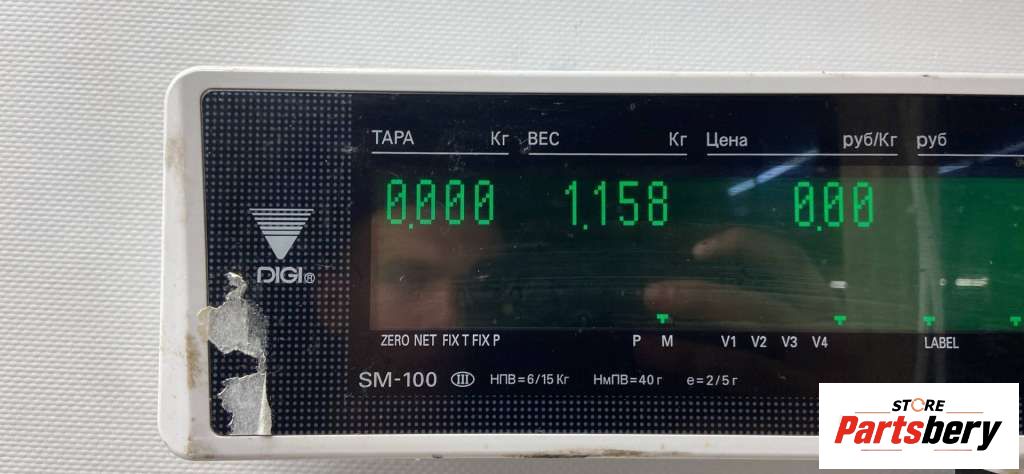 ТАРА Кг ВЕС Кг Цена руб/Кг руб
0.000 1.158 0.00
DIGI®
ZERO NET FIX T FIX P P M V1 V2 V3 V4 LABEL
SM-100 III НПВ=6/15 Кг НмПВ=40 г e=2/5 г
STORE
Partsbery